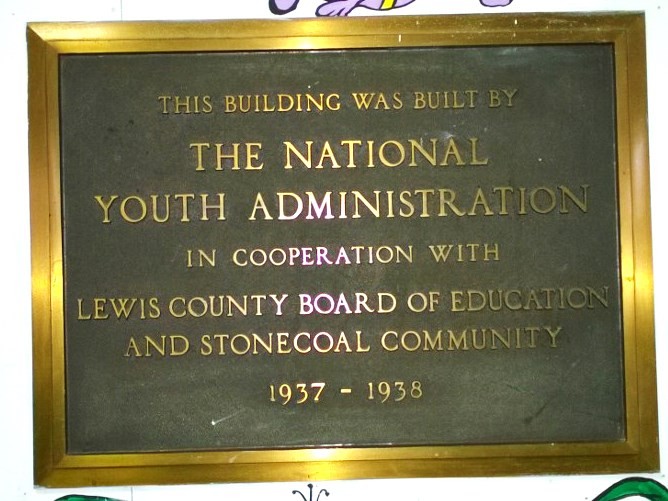 THIS BUILDING WAS BUILT BY
THE NATIONAL
YOUTH ADMINISTRATION
IN COOPERATION WITH
LEWIS COUNTY BOARD OF EDUCATION
AND STONECOAL COMMUNITY
1937 - 1938